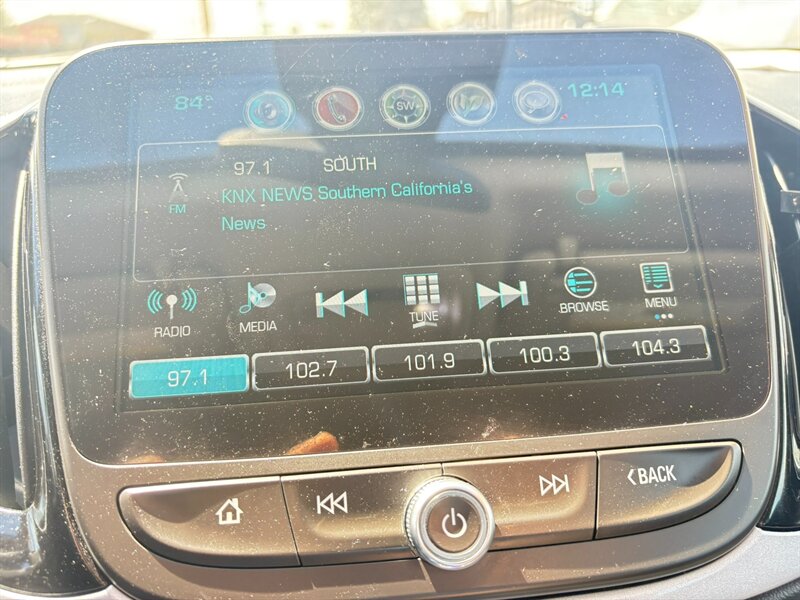 84° SW 12:14
97.1 SOUTH
FM
KNX NEWS Southern California's
News
RADIO MEDIA TUNE BROWSE MENU
97.1 102.7 101.9 100.3 104.3
BACK